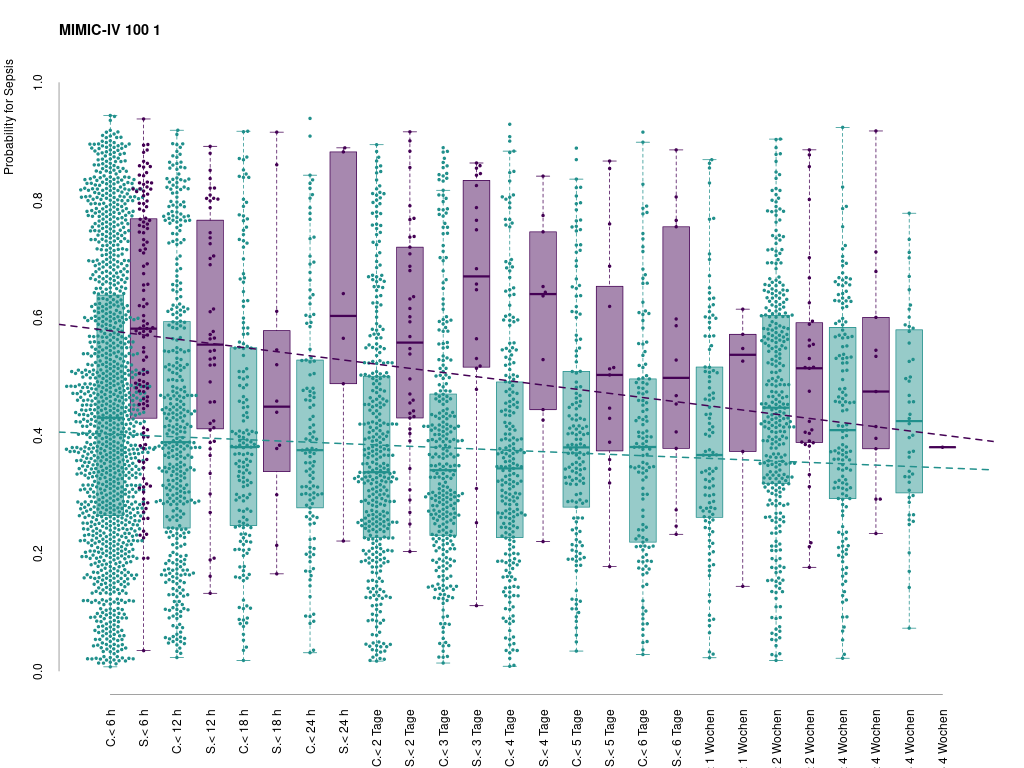 MIMIC-IV 100 1
Probability for Sepsis
1.0
0.8
0.6
0.4
0.2
0.0
C.< 6 h
S.< 6 h
C.< 12 h
S.< 12 h
C.< 18 h
S.< 18 h
C.< 24 h
S.< 24 h
C.< 2 Tage
S.< 2 Tage
C.< 3 Tage
S.< 3 Tage
C.< 4 Tage
S.< 4 Tage
C.< 5 Tage
S.< 5 Tage
C.< 6 Tage
S.< 6 Tage
1 Wochen
1 Wochen
2 Wochen
2 Wochen
4 Wochen
4 Wochen
4 Wochen
4 Wochen